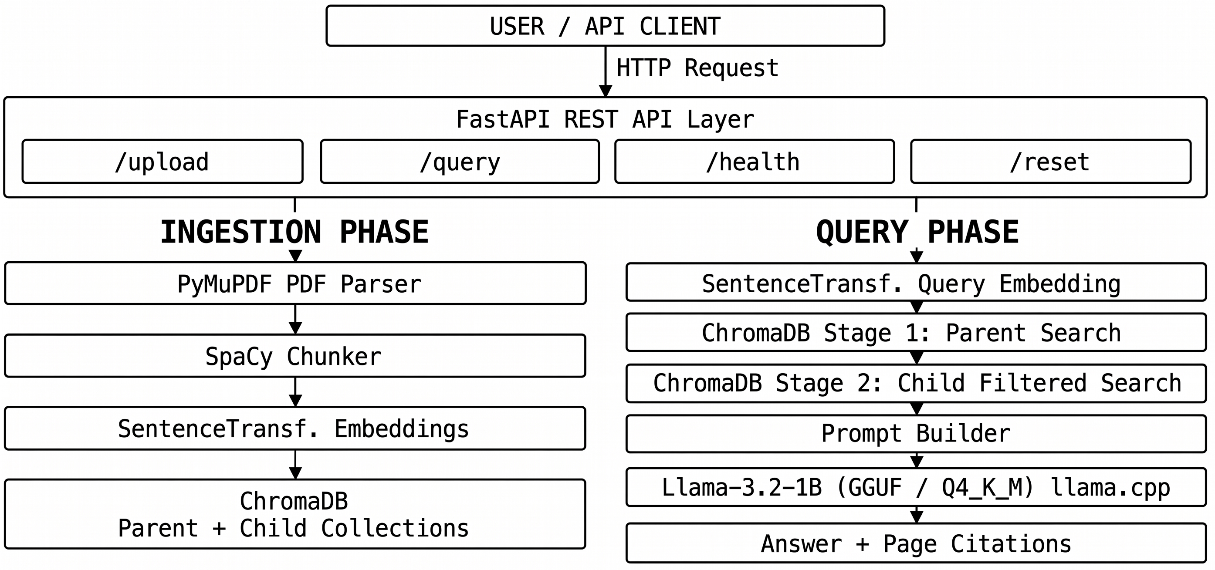 USER / API CLIENT
HTTP Request
FastAPI REST API Layer
/upload
/query
/health
/reset
INGESTION PHASE
PyMuPDF PDF Parser
SpaCy Chunker
SentenceTransf. Embeddings
ChromaDB
Parent + Child Collections
QUERY PHASE
SentenceTransf. Query Embedding
ChromaDB Stage 1: Parent Search
ChromaDB Stage 2: Child Filtered Search
Prompt Builder
Llama-3.2-1B (GGUF / Q4_K_M) llama.cpp
Answer + Page Citations